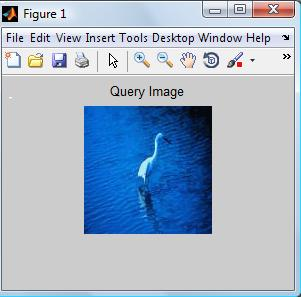 Figure 1
File Edit View Insert Tools Desktop Window Help
Query Image